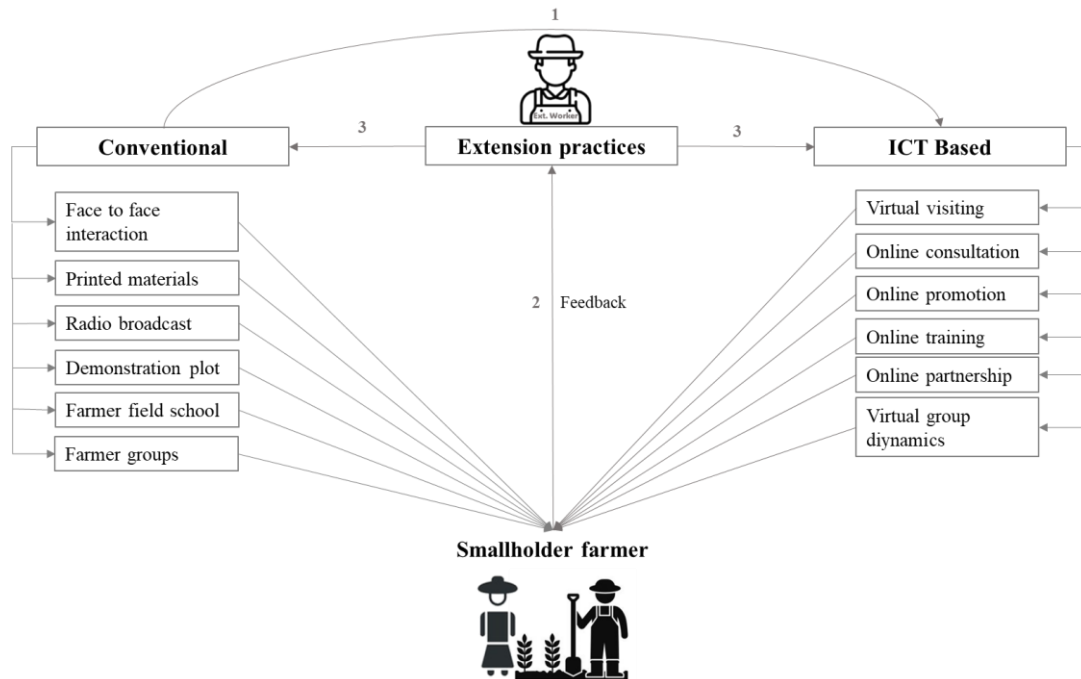 1
Ext. Worker
Conventional
3
Extension practices
3
ICT Based
Face to face
interaction
Printed materials
Radio broadcast
Demonstration plot
Farmer field school
Farmer groups
2 Feedback
Virtual visiting
Online consultation
Online promotion
Online training
Online partnership
Virtual group
diynamics
Smallholder farmer